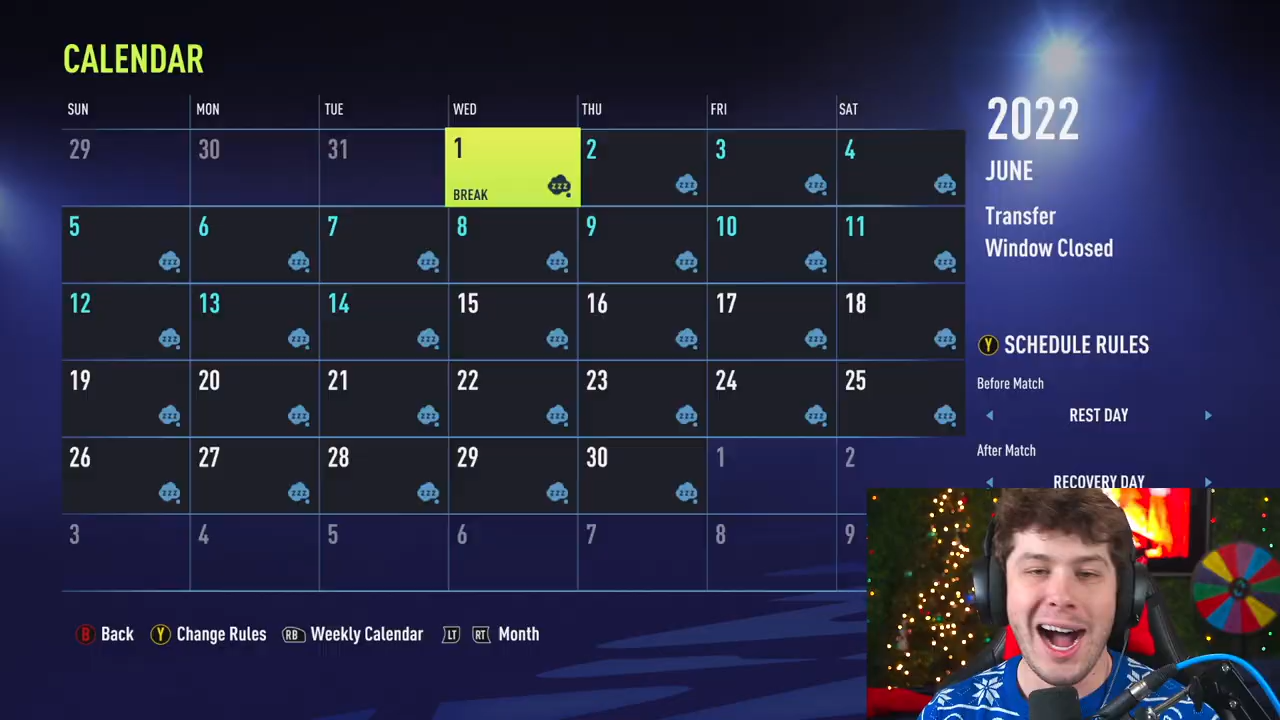 CALENDAR
SUN MON TUE WED THU FRI SAT
29 30 31 1 2 3 4
BREAK
5 6 7 8 9 10 11
12 13 14 15 16 17 18
19 20 21 22 23 24 25
26 27 28 29 30 1 2
3 4 5 6 7 8 9
2022
JUNE
Transfer
Window Closed
Y SCHEDULE RULES
Before Match
REST DAY
After Match
RECOVERY DAY
B Back Y Change Rules RB Weekly Calendar LT RT Month